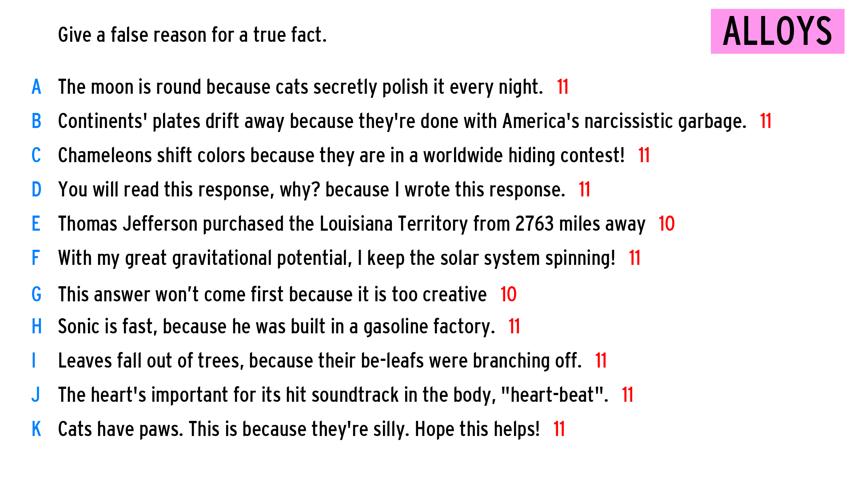 Give a false reason for a true fact.
ALLOYS
A The moon is round because cats secretly polish it every night. 11
B Continents' plates drift away because they're done with America's narcissistic garbage. 11
C Chameleons shift colors because they are in a worldwide hiding contest! 11
D You will read this response, why? because I wrote this response. 11
E Thomas Jefferson purchased the Louisiana Territory from 2763 miles away 10
F With my great gravitational potential, I keep the solar system spinning! 11
G This answer won’t come first because it is too creative 10
H Sonic is fast, because he was built in a gasoline factory. 11
I Leaves fall out of trees, because their be-leafs were branching off. 11
J The heart's important for its hit soundtrack in the body, "heart-beat". 11
K Cats have paws. This is because they're silly. Hope this helps! 11